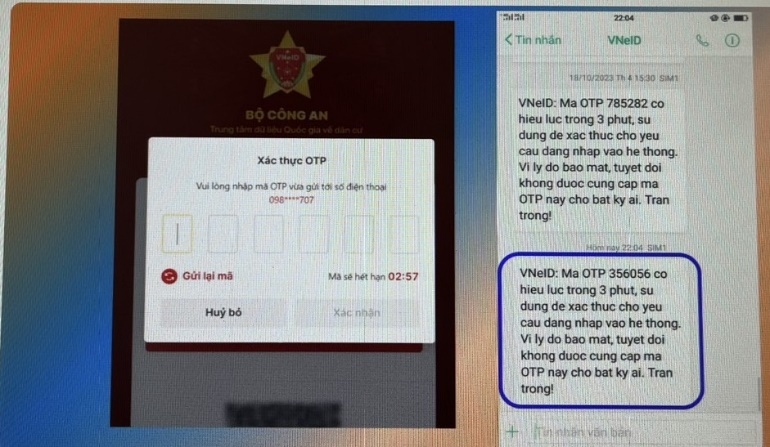 VNeID
BỘ CÔNG AN
Trung tâm dữ liệu Quốc gia về dân cư
Xác thực OTP
Vui lòng nhập mã OTP vừa gửi tới số điện thoại
098****707
Gửi lại mã
Mã sẽ hết hạn 02:57
Huỷ bỏ
Xác nhận
22:04
Tin nhắn
VNeID
18/10/2023 Th 4 15:30 SIM1
VNeID: Ma OTP 785282 co
hieu luc trong 3 phut, su
dung de xac thuc cho yeu
cau dang nhap vao he thong.
Vi ly do bao mat, tuyet doi
khong duoc cung cap ma
OTP nay cho bat ky ai. Tran
trong!
Hôm nay 22:04 SIM1
VNeID: Ma OTP 356056 co
hieu luc trong 3 phut, su
dung de xac thuc cho yeu
cau dang nhap vao he thong.
Vi ly do bao mat, tuyet doi
khong duoc cung cap ma
OTP nay cho bat ky ai. Tran
trong!
Tin nhắn văn bản